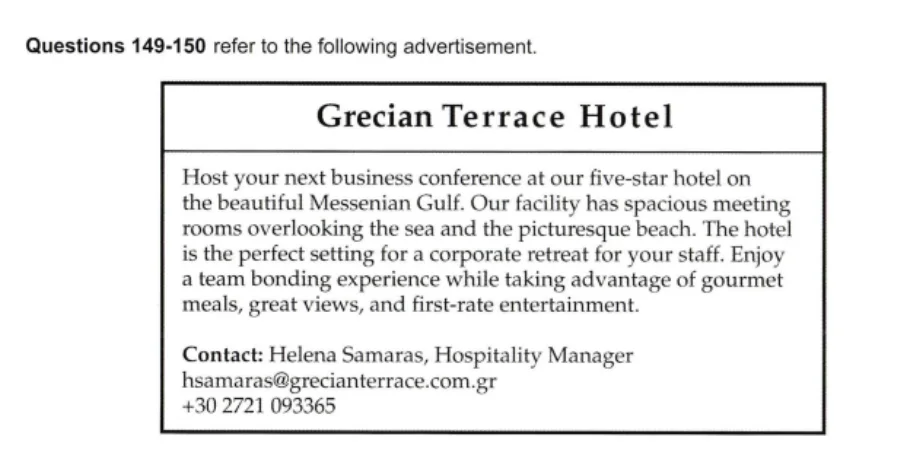 Questions 149-150 refer to the following advertisement.
Grecian Terrace Hotel
Host your next business conference at our five-star hotel on
the beautiful Messenian Gulf. Our facility has spacious meeting
rooms overlooking the sea and the picturesque beach. The hotel
is the perfect setting for a corporate retreat for your staff. Enjoy
a team bonding experience while taking advantage of gourmet
meals, great views, and first-rate entertainment.
Contact: Helena Samaras, Hospitality Manager
hsamaras@grecianterrace.com.gr
+30 2721 093365